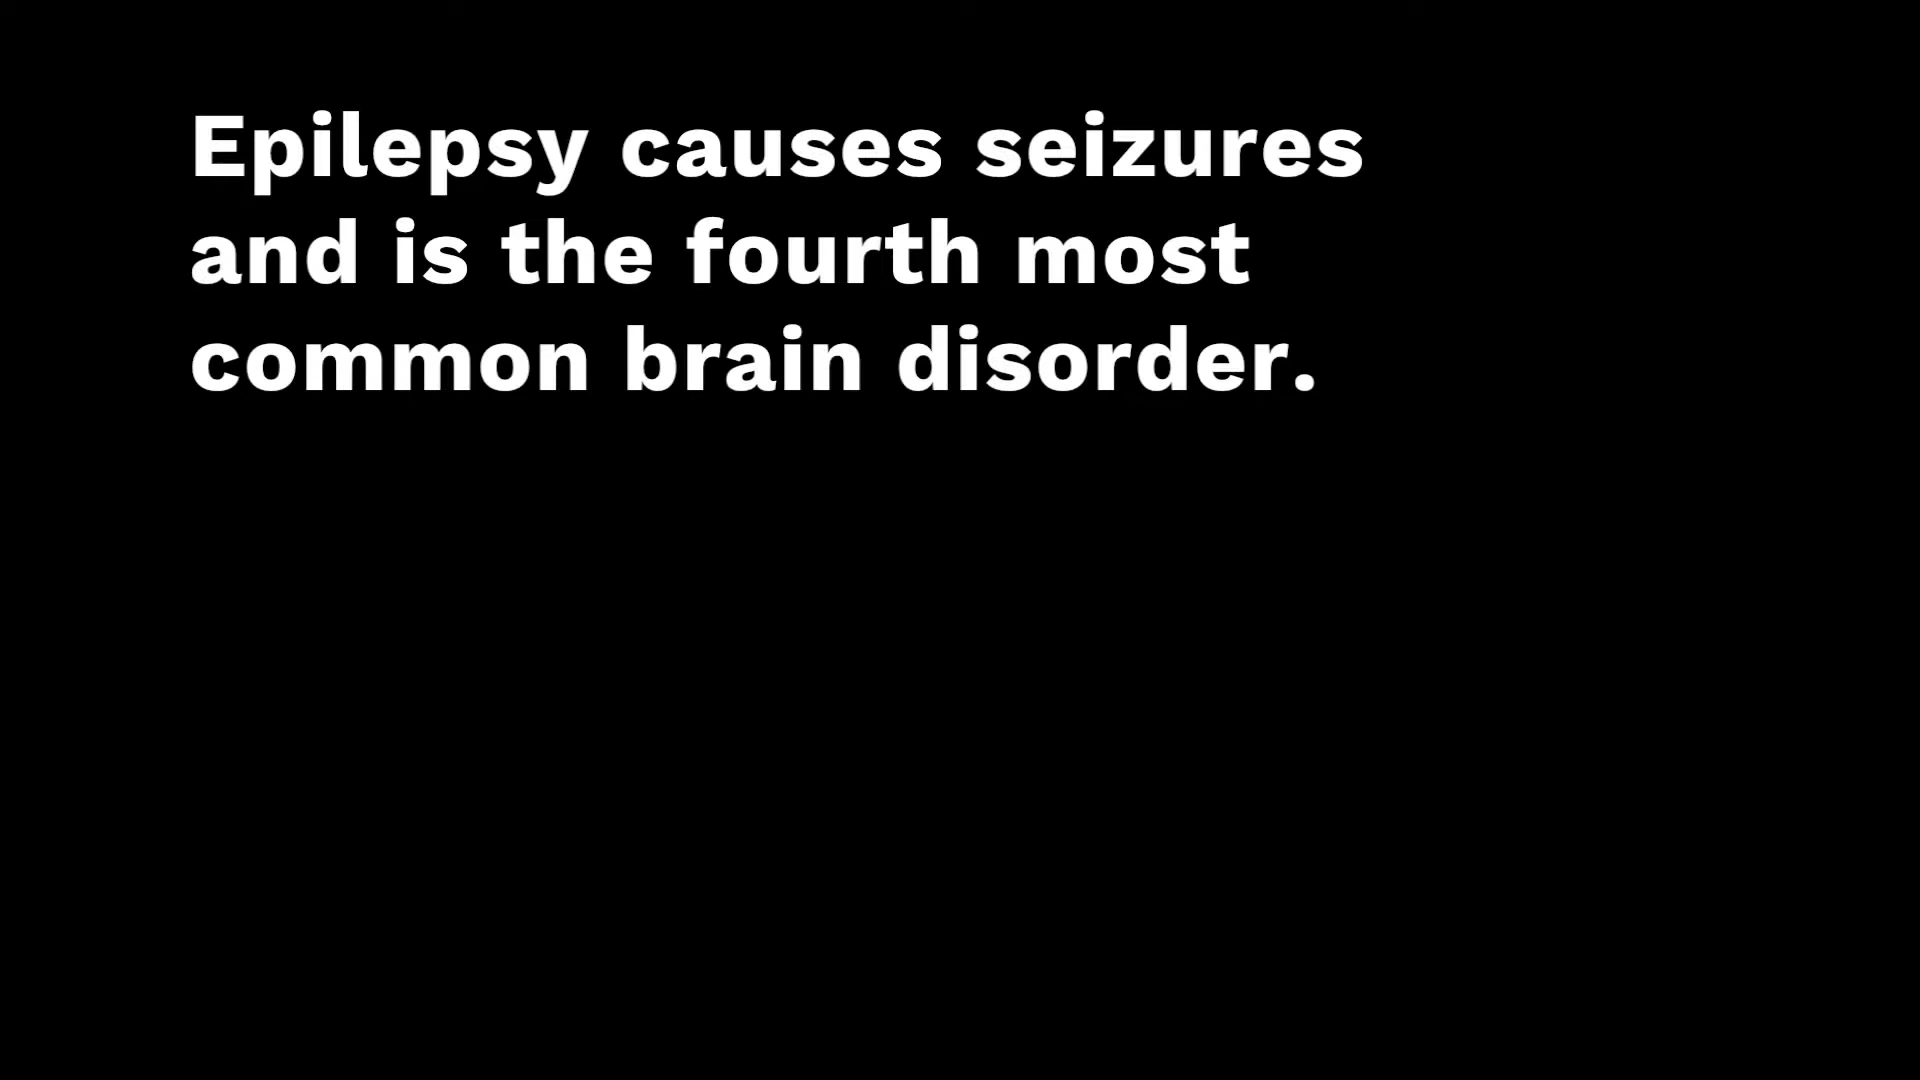 Epilepsy causes seizures
and is the fourth most
common brain disorder.